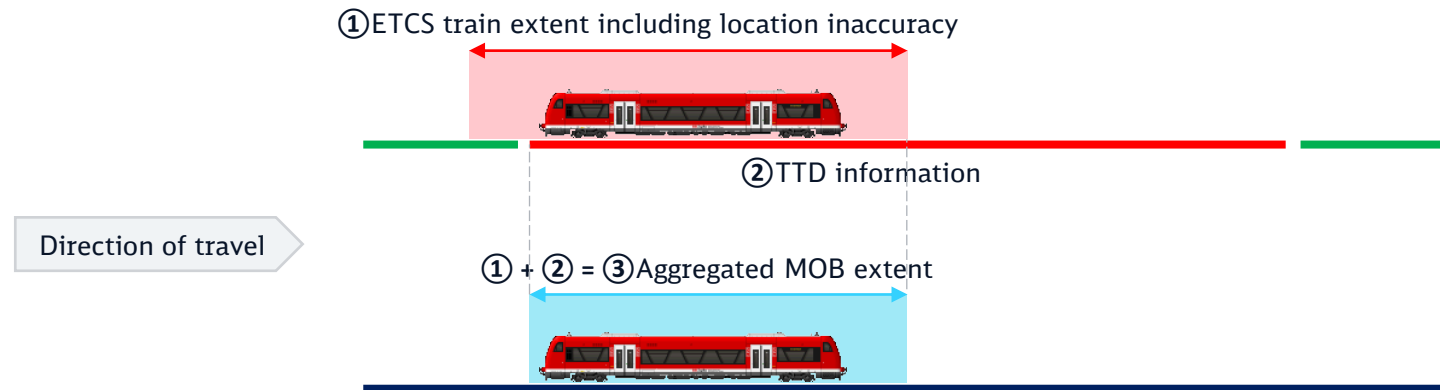 ①ETCS train extent including location inaccuracy
②TTD information
Direction of travel
① + ② = ③Aggregated MOB extent